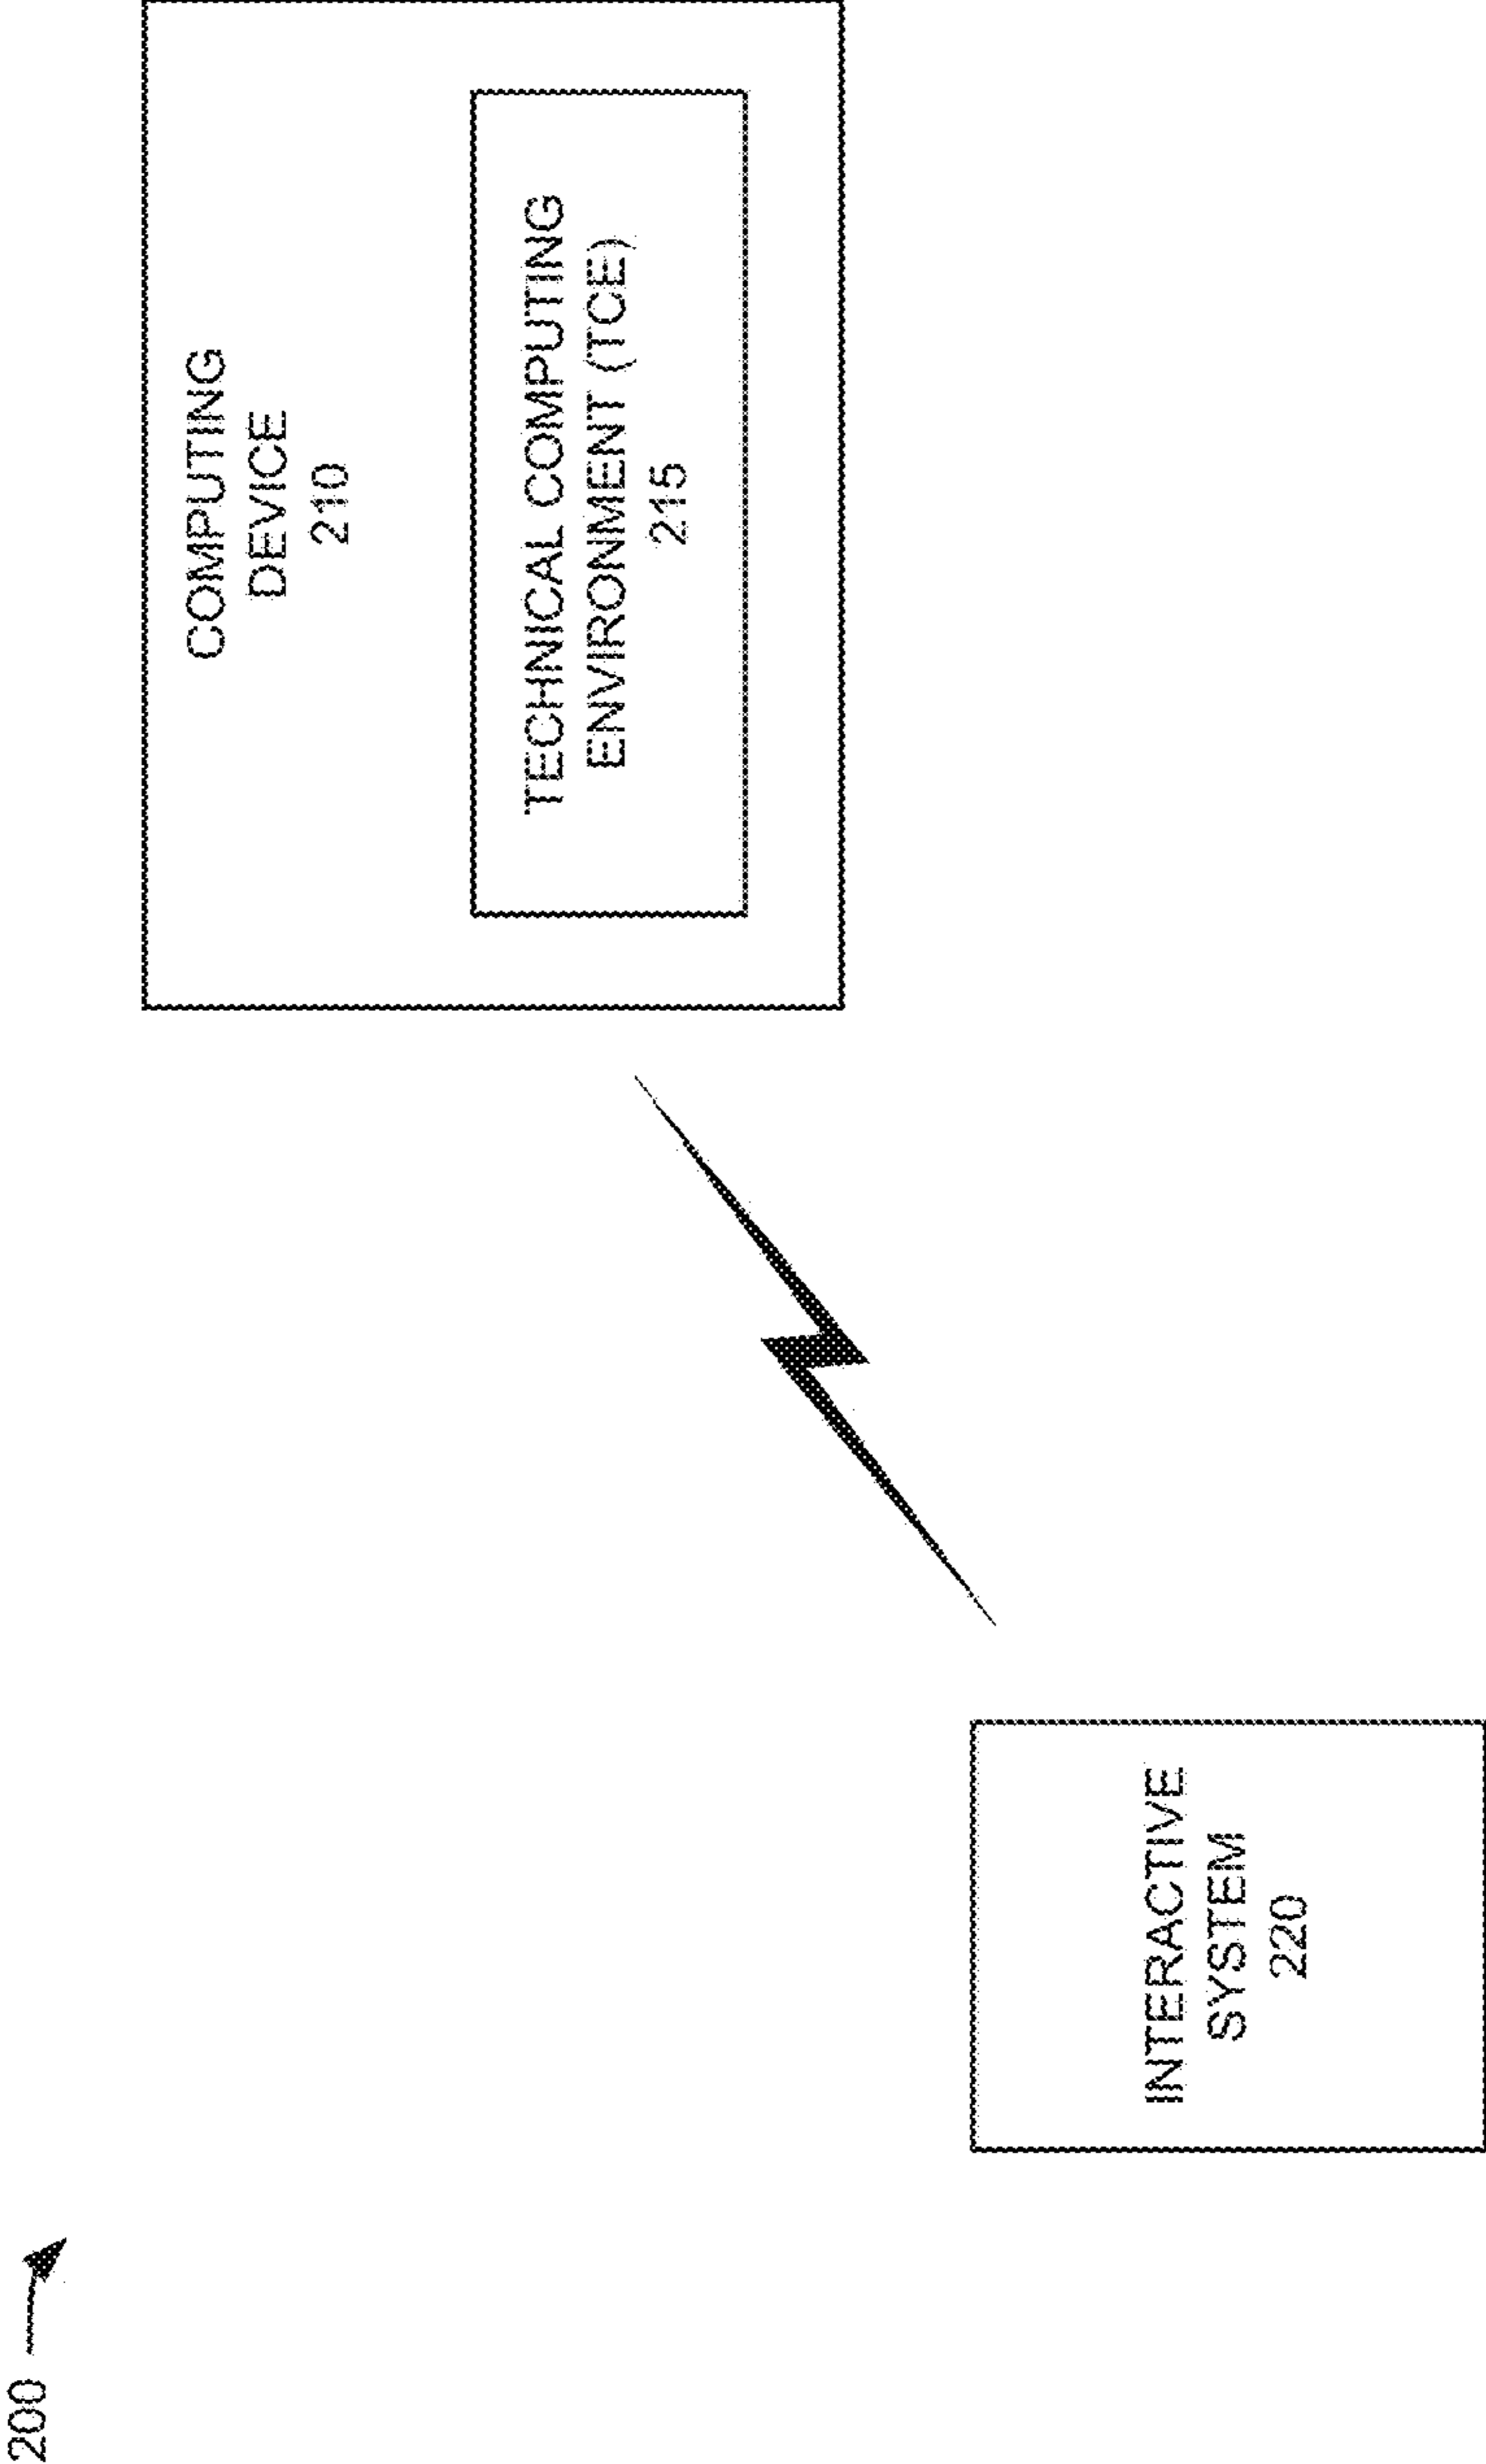 200
COMPUTING
DEVICE
210
TECHNICAL COMPUTING
ENVIRONMENT (TCE)
215
INTERACTIVE
SYSTEM
220